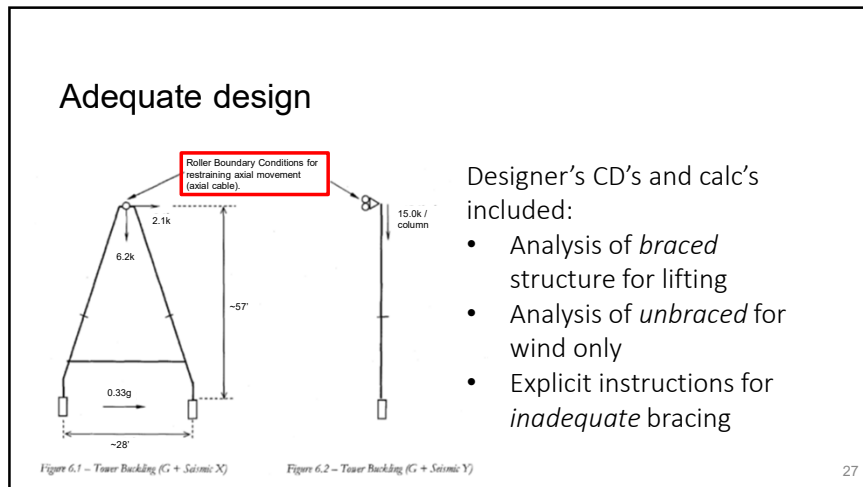 Adequate design
Roller Boundary Conditions for
restraining axial movement
(axial cable).
2.1k
6.2k
~57'
0.33g
~28'
Figure 6.1 – Tower Buckling (G + Seismic X)
15.0k /
column
Figure 6.2 – Tower Buckling (G + Seismic Y)
Designer's CD's and calc's
included:
• Analysis of braced
structure for lifting
• Analysis of unbraced for
wind only
• Explicit instructions for
inadequate bracing
27